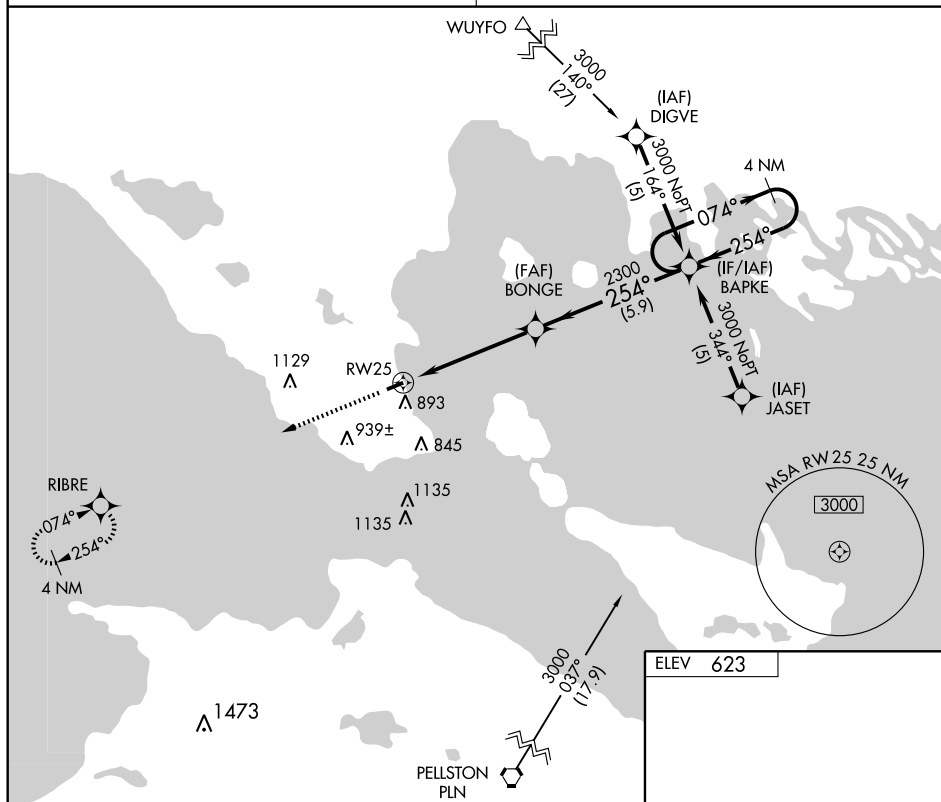 WUYFO
3000
140°
(27)
(IAF)
DIGVE
3000 NoPT
164°
(5)
4 NM
074°
254°
(IF/IAF)
BAPKE
(FAF)
BONGE
2300
254°
(5.9)
3000 NoPT
344°
(5)
(IAF)
JASET
1129
RW25
893
939±
845
MSA RW25 25 NM
3000
RIBRE
074°
254°
4 NM
1135
1135
3000
037°
(17.9)
ELEV 623
1473
PELLSTON
PLN